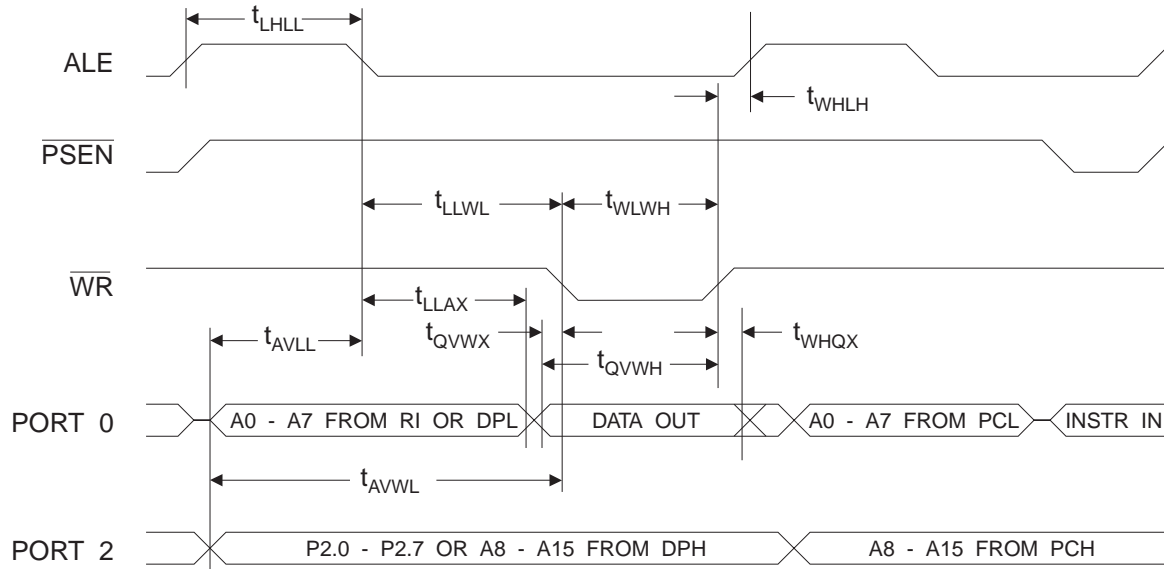 tLHLL
ALE
tWHLH
PSEN
tLLWL
tWLWH
WR
tLLAX
tAVLL
tQVWX
tWHQX
tQVWH
PORT 0
A0 - A7 FROM RI OR DPL
DATA OUT
A0 - A7 FROM PCL
INSTR IN
tAVWL
PORT 2
P2.0 - P2.7 OR A8 - A15 FROM DPH
A8 - A15 FROM PCH